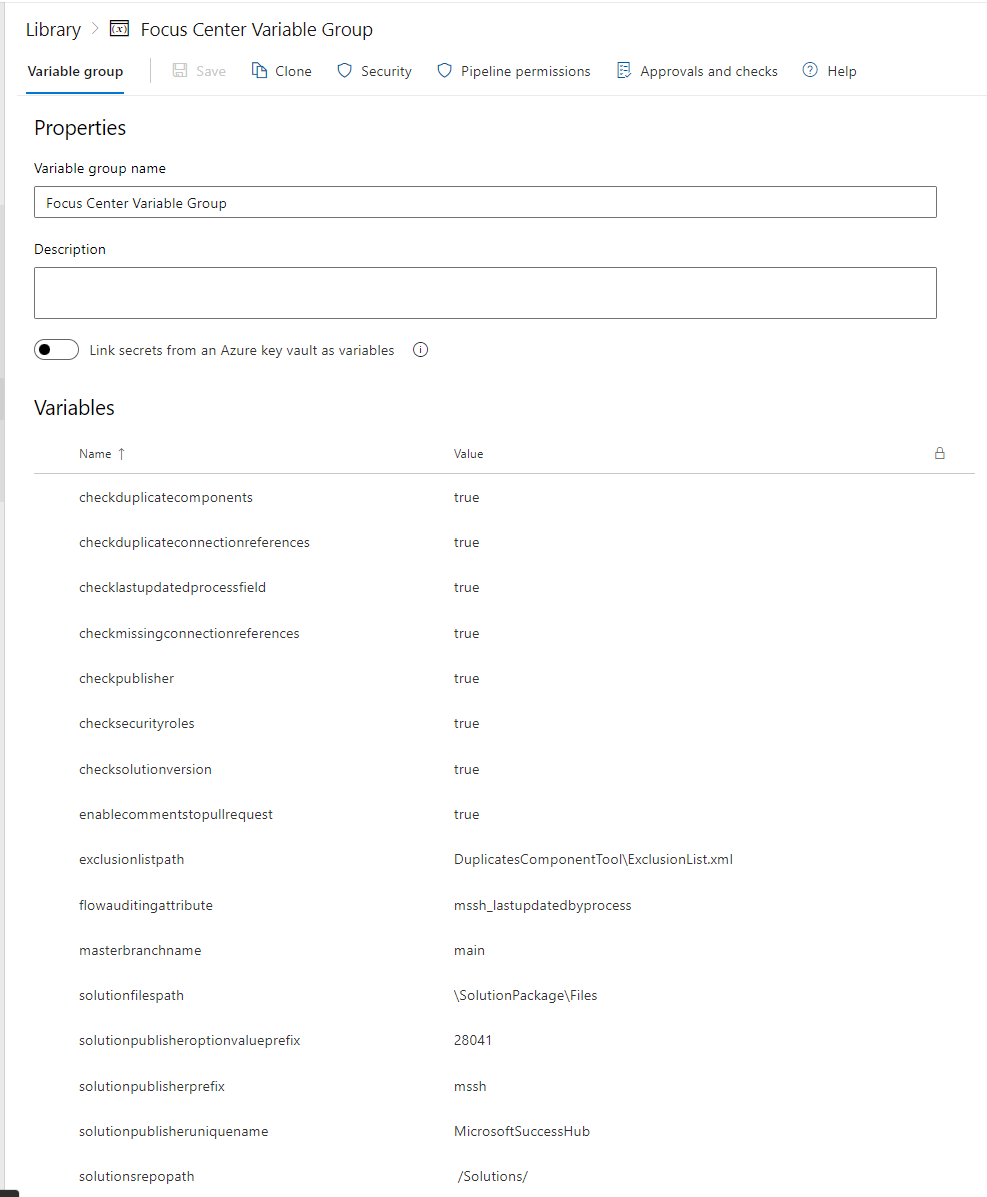 Library > Focus Center Variable Group
Variable group Save Clone Security Pipeline permissions Approvals and checks Help
Properties
Variable group name
Focus Center Variable Group
Description
Link secrets from an Azure key vault as variables
Variables
Name ↑ Value
checkduplicatecomponents true
checkduplicateconnectionreferences true
checklastupdatedprocessfield true
checkmissingconnectionreferences true
checkpublisher true
checksecurityroles true
checksolutionversion true
enablecommentstopullrequest true
exclusionlistpath DuplicatesComponentTool\ExclusionList.xml
flowauditingattribute mssh_lastupdatedbyprocess
masterbranchname main
solutionfilespath \SolutionPackage\Files
solutionpublisheroptionvalueprefix 28041
solutionpublisherprefix mssh
solutionpublisheruniquename MicrosoftSuccessHub
solutionsrepopath /Solutions/